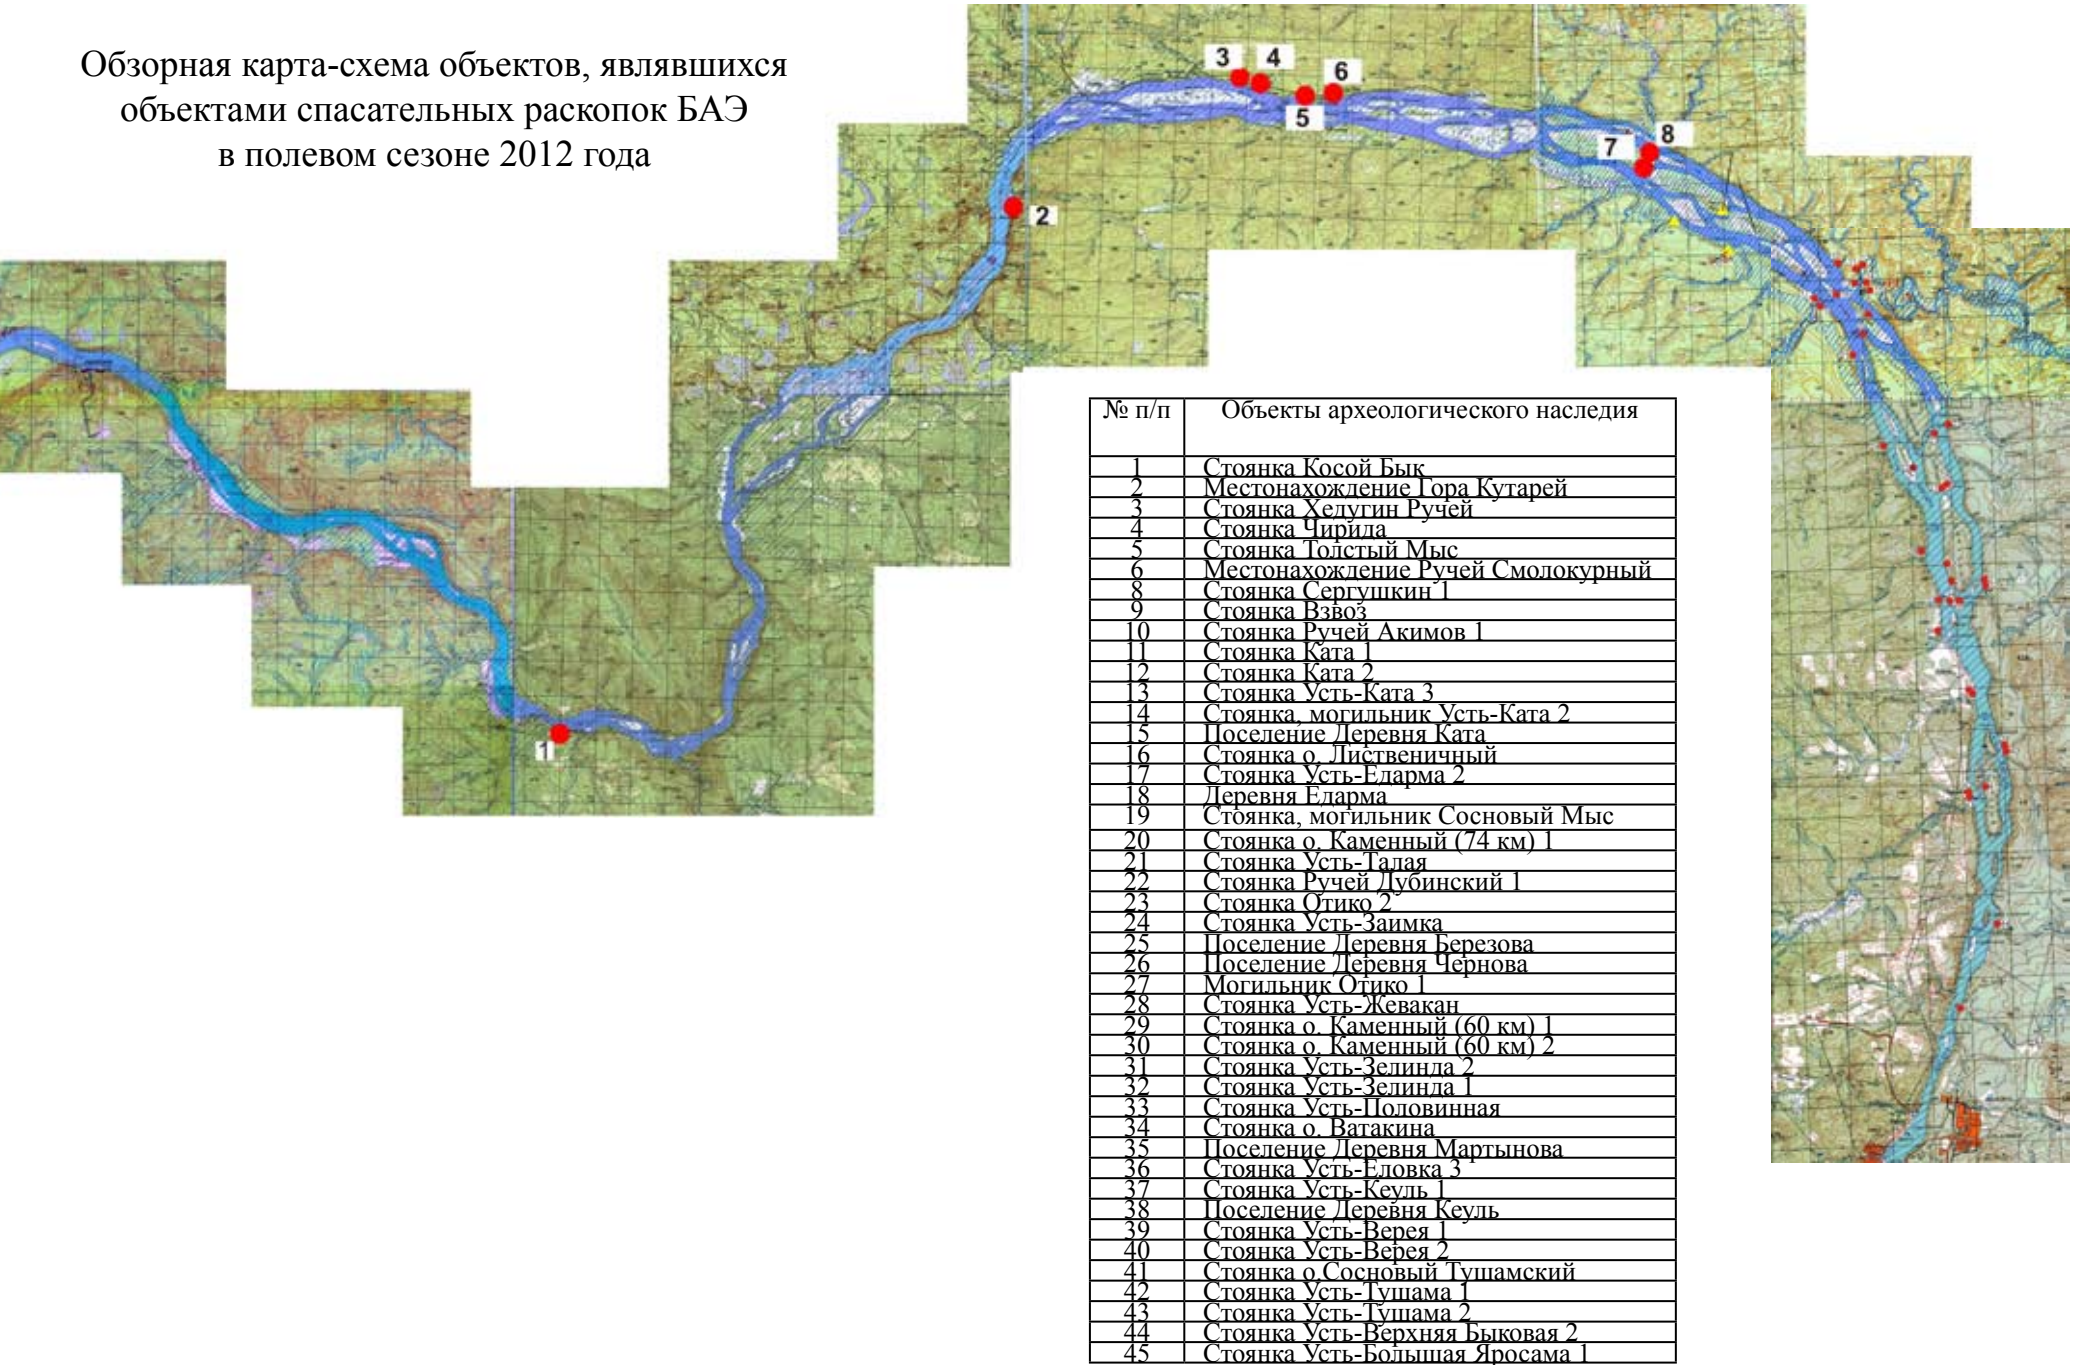 Обзорная карта-схема объектов, являвшихся
объектами спасательных раскопок БАЭ
в полевом сезоне 2012 года
3
4
6
5
8
7
2
1
№ п/п Объекты археологического наследия
1 Стоянка Косой Бык
2 Местонахождение Гора Кутарей
3 Стоянка Хедугин Ручей
4 Стоянка Чирида
5 Стоянка Толстый Мыс
6 Местонахождение Ручей Смолокурный
8 Стоянка Сергушкин 1
9 Стоянка Взвоз
10 Стоянка Ручей Акимов 1
11 Стоянка Ката 1
12 Стоянка Ката 2
13 Стоянка Усть-Ката 3
14 Стоянка, могильник Усть-Ката 2
15 Поселение Деревня Ката
16 Стоянка о. Лиственичный
17 Стоянка Усть-Едарма 2
18 Деревня Едарма
19 Стоянка, могильник Сосновый Мыс
20 Стоянка о. Каменный (74 км) 1
21 Стоянка Усть-Талая
22 Стоянка Ручей Дубинский 1
23 Стоянка Отико 2
24 Стоянка Усть-Заимка
25 Поселение Деревня Березова
26 Поселение Деревня Чернова
27 Могильник Отико 1
28 Стоянка Усть-Жевакан
29 Стоянка о. Каменный (60 км) 1
30 Стоянка о. Каменный (60 км) 2
31 Стоянка Усть-Зелинда 2
32 Стоянка Усть-Зелинда 1
33 Стоянка Усть-Половинная
34 Стоянка о. Ватакина
35 Поселение Деревня Мартынова
36 Стоянка Усть-Еловка 3
37 Стоянка Усть-Кеуль 1
38 Поселение Деревня Кеуль
39 Стоянка Усть-Верея 1
40 Стоянка Усть-Верея 2
41 Стоянка о.Сосновый Тушамский
42 Стоянка Усть-Тушама 1
43 Стоянка Усть-Тушама 2
44 Стоянка Усть-Верхняя Быковая 2
45 Стоянка Усть-Большая Яросама 1